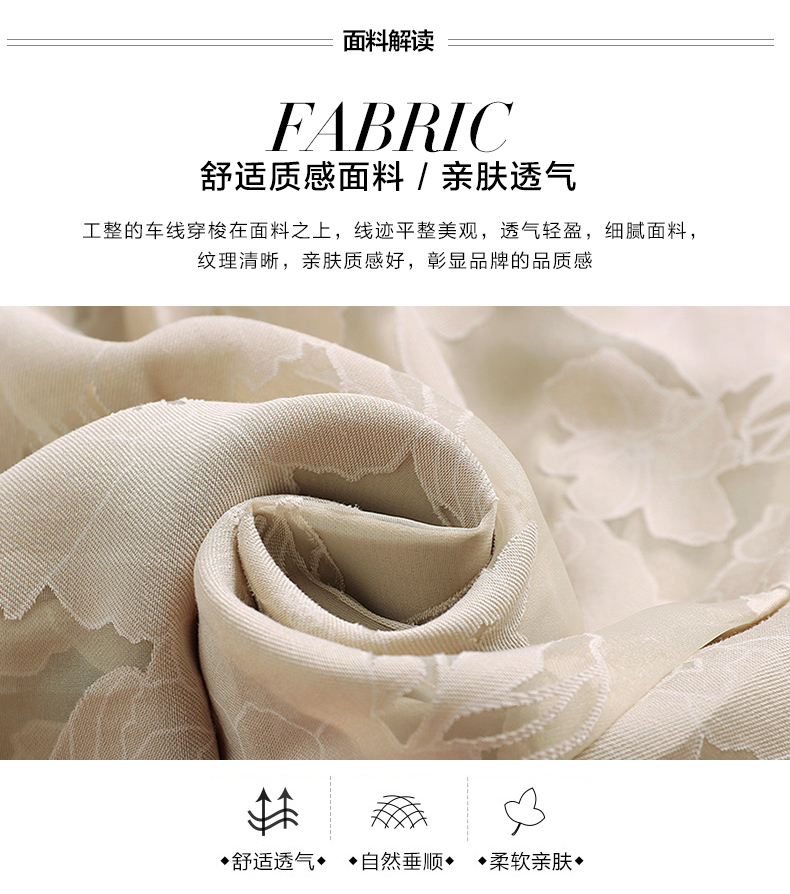 面料解读
FABRIC
舒适质感面料 / 亲肤透气
工整的车线穿梭在面料之上，线迹平整美观，透气轻盈，细腻面料，
纹理清晰，亲肤质感好，彰显品牌的品质感
◆舒适透气◆ ◆自然垂顺◆ ◆柔软亲肤◆